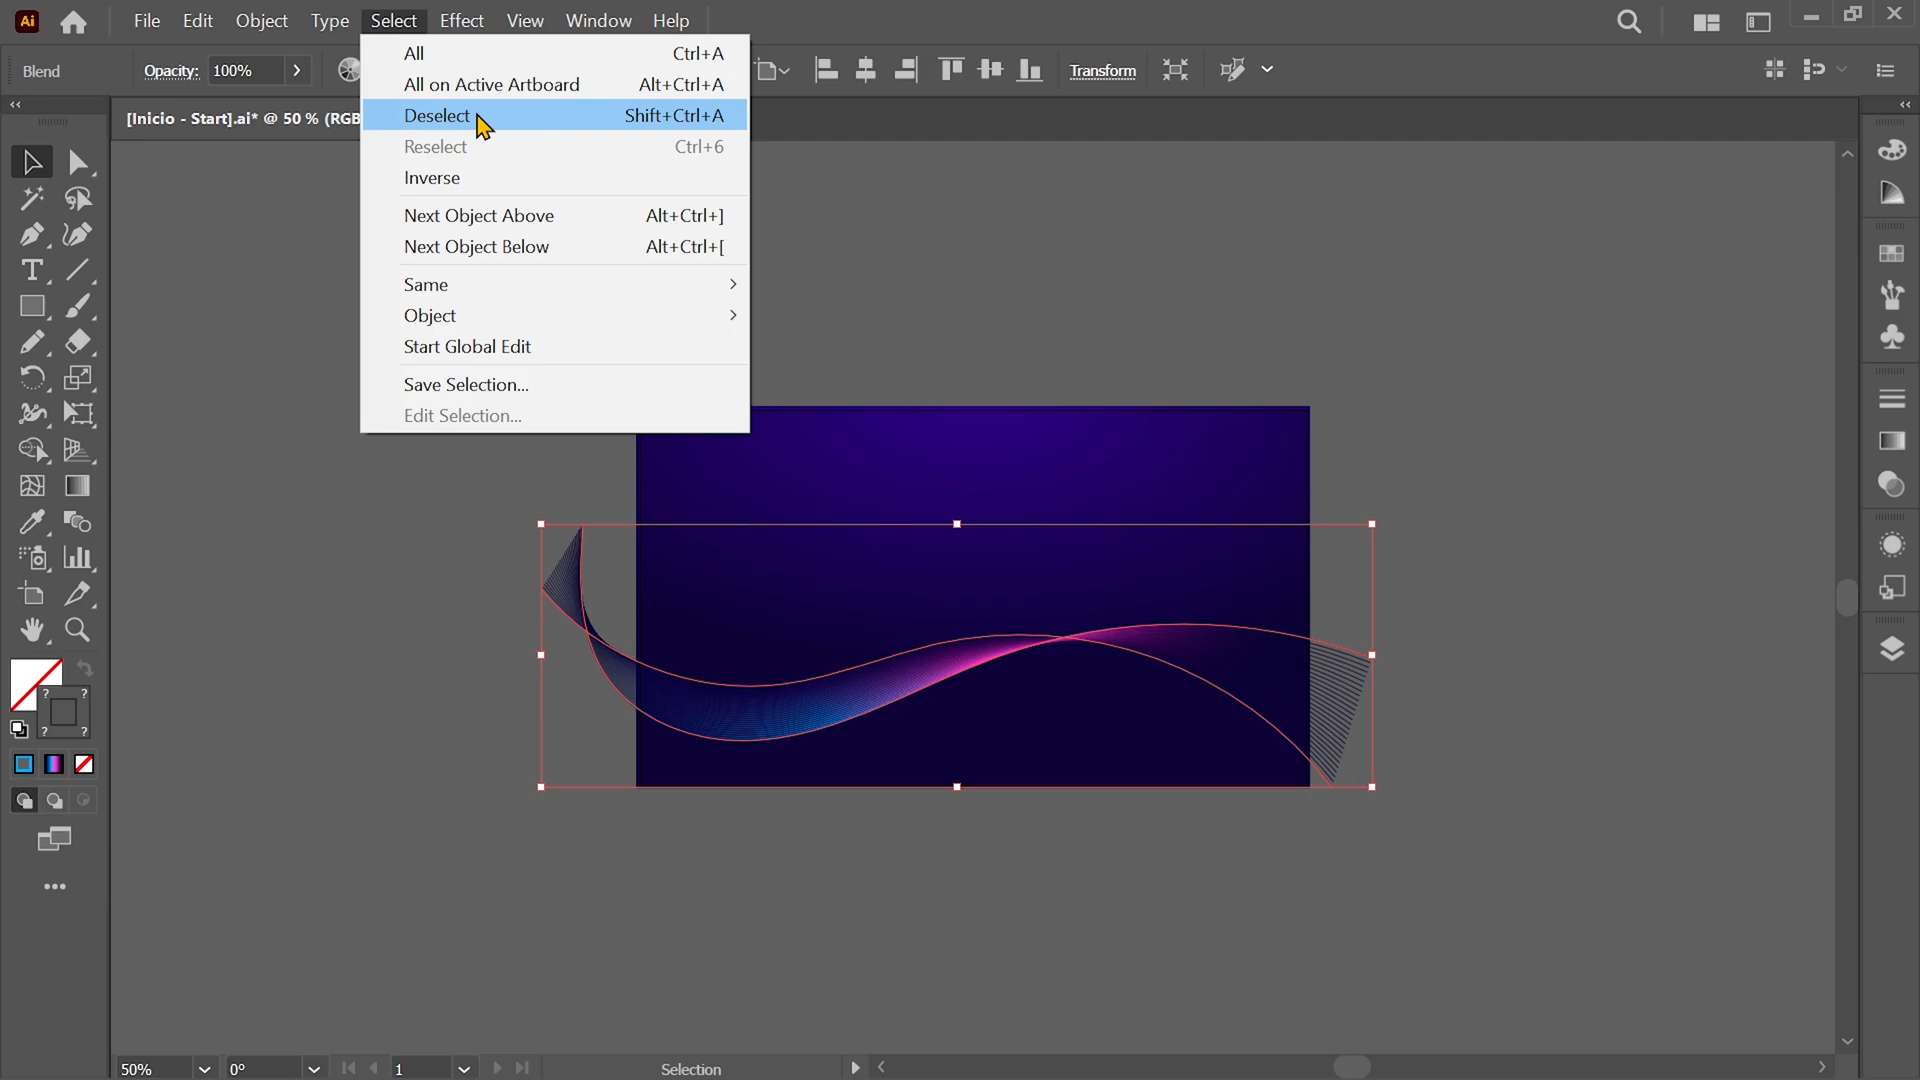 Ai File Edit Object Type Select Effect View Window Help
Blend Opacity: 100% Transform
[Inicio - Start].ai* @ 50 % (RGB
All Ctrl+A
All on Active Artboard Alt+Ctrl+A
Deselect Shift+Ctrl+A
Reselect Ctrl+6
Inverse
Next Object Above Alt+Ctrl+]
Next Object Below Alt+Ctrl+[
Same
Object
Start Global Edit
Save Selection...
Edit Selection...
? ?
? ?
50% 0° 1 Selection